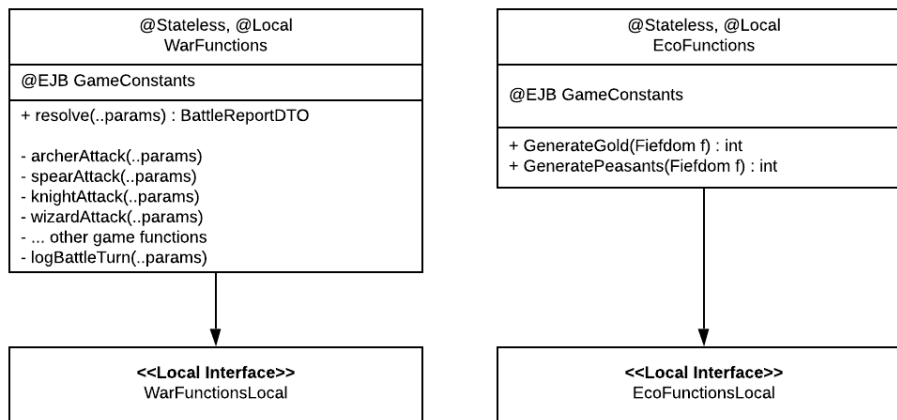 @Stateless, @Local
WarFunctions
@EJB GameConstants
+ resolve(..params) : BattleReportDTO
- archerAttack(..params)
- spearAttack(..params)
- knightAttack(..params)
- wizardAttack(..params)
- ... other game functions
- logBattleTurn(..params)
<<Local Interface>>
WarFunctionsLocal
@Stateless, @Local
EcoFunctions
@EJB GameConstants
+ GenerateGold(Fiefdom f) : int
+ GeneratePeasants(Fiefdom f) : int
<<Local Interface>>
EcoFunctionsLocal